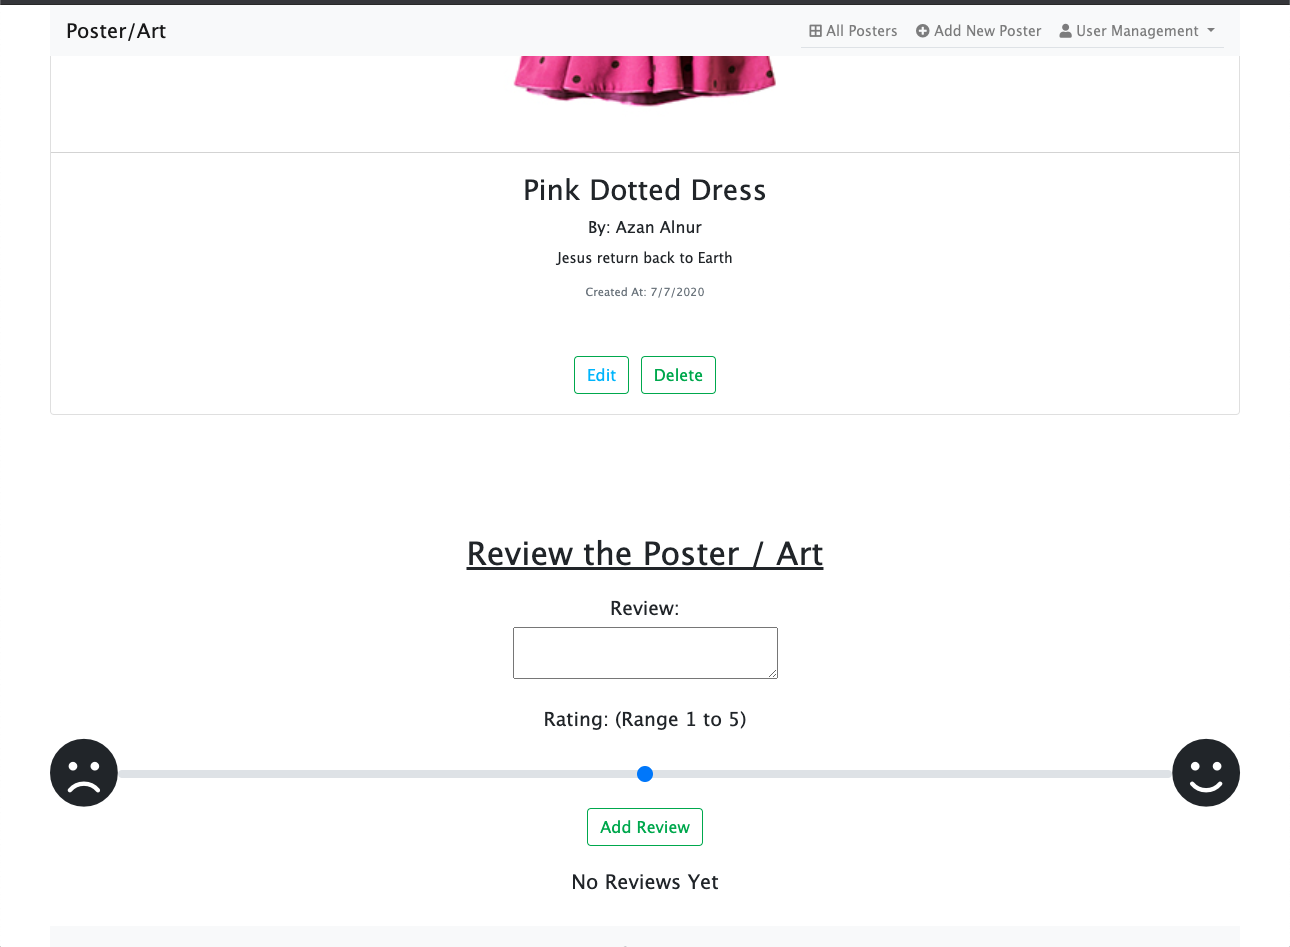 Poster/Art
All Posters
Add New Poster
User Management
Pink Dotted Dress
By: Azan Alnur
Jesus return back to Earth
Created At: 7/7/2020
Edit
Delete
Review the Poster / Art
Review:
Rating: (Range 1 to 5)
Add Review
No Reviews Yet